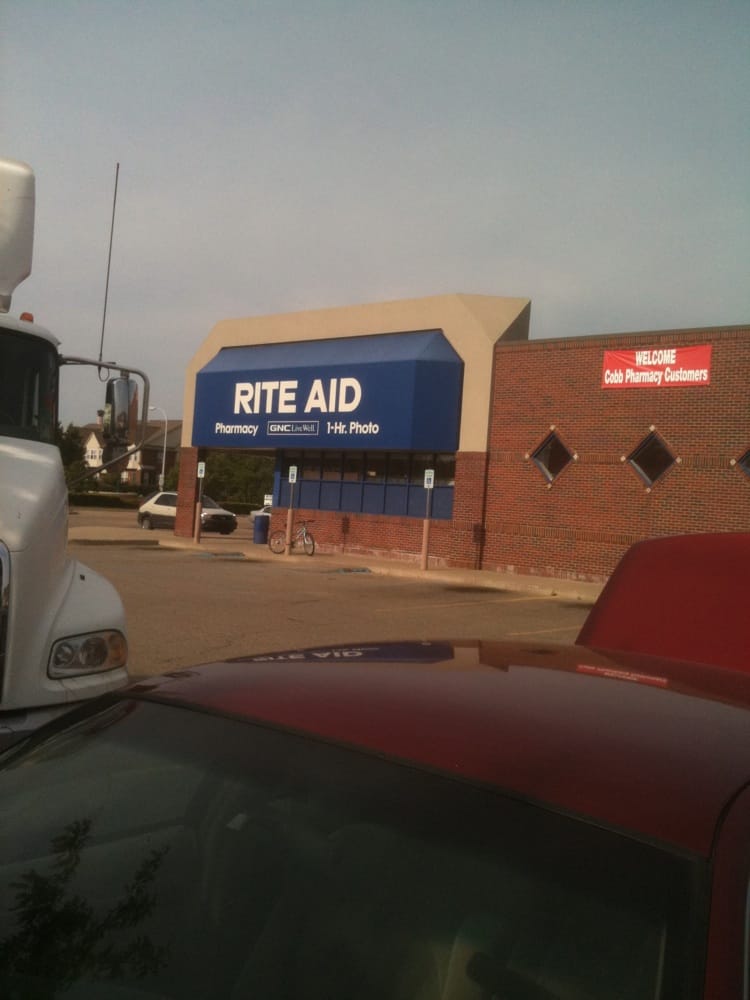 RITE AID
Pharmacy GNC LiveWell 1-Hr. Photo
WELCOME
Cobb Pharmacy Customers
RITE AID